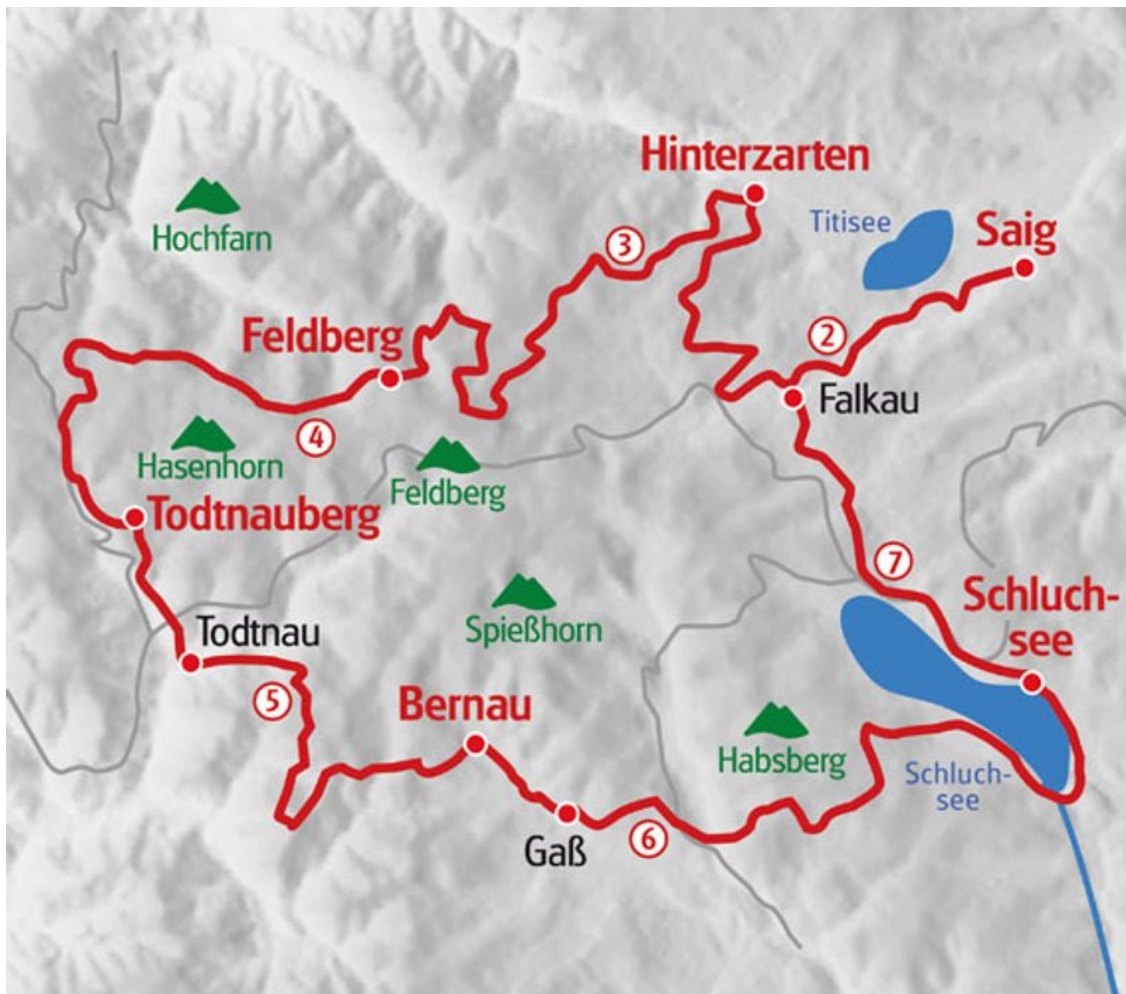 Hinterzarten
Titisee
Saig
Hochfarn
3
Feldberg
2
Falkau
4
Hasenhorn
Feldberg
Todtnauberg
7
Schluch-
see
Spießhorn
Todtnau
5
Bernau
Habsberg
Schluch-
see
Gaß
6